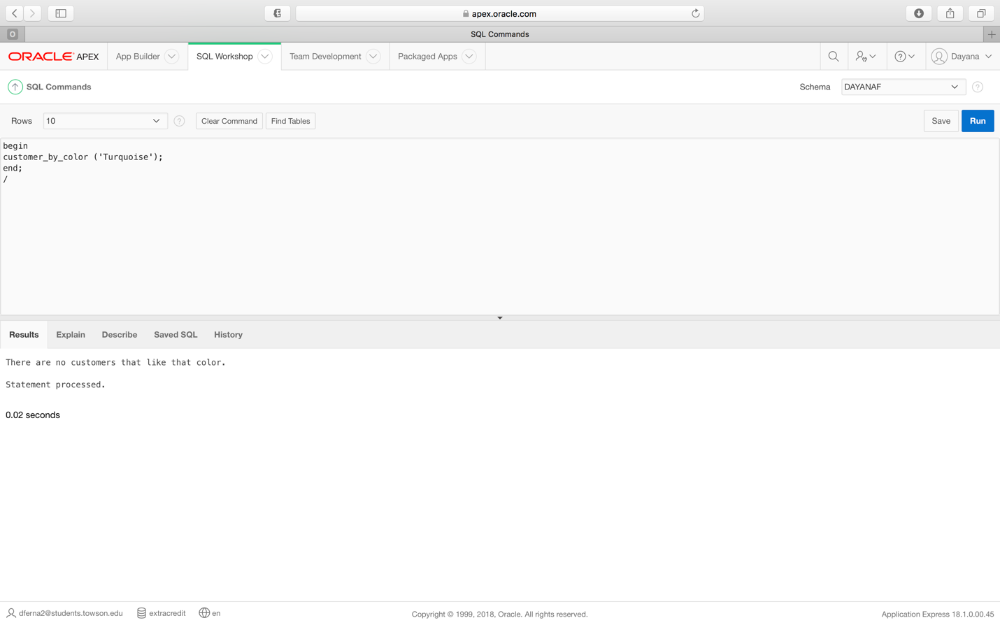 apex.oracle.com
O
SQL Commands
ORACLE APEX
App Builder
SQL Workshop
Team Development
Packaged Apps
Dayana
SQL Commands
Schema
DAYANAF
Rows
10
Clear Command
Find Tables
Save
Run
begin
customer_by_color ('Turquoise');
end;
/
Results
Explain
Describe
Saved SQL
History
There are no customers that like that color.
Statement processed.
0.02 seconds
dferna2@students.towson.edu
extracredit
en
Copyright © 1999, 2018, Oracle. All rights reserved.
Application Express 18.1.0.00.45